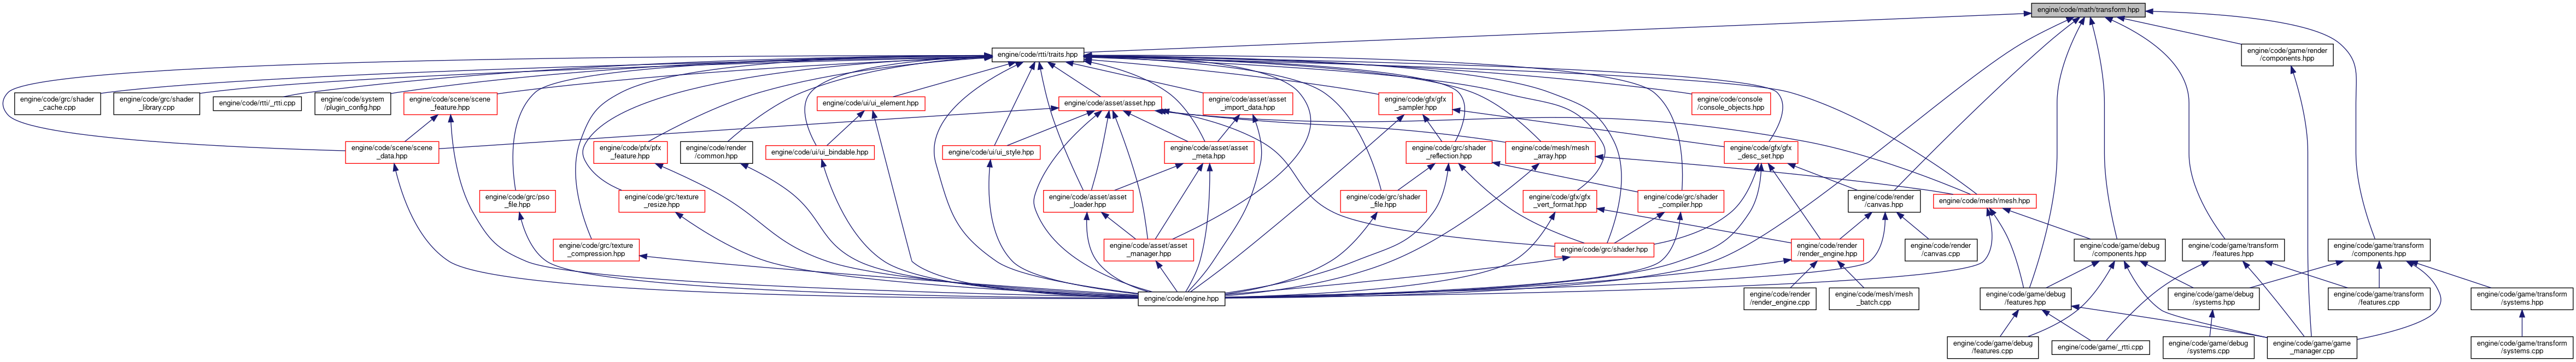 engine/code/math/transform.hpp
engine/code/rtti/traits.hpp
engine/code/game/render
/components.hpp
engine/code/grc/shader
_cache.cpp
engine/code/grc/shader
_library.cpp
engine/code/rtti/_rtti.cpp
engine/code/system
/plugin_config.hpp
engine/code/scene/scene
_feature.hpp
engine/code/ui/ui_element.hpp
engine/code/asset/asset.hpp
engine/code/asset/asset
_import_data.hpp
engine/code/gfx/gfx
_sampler.hpp
engine/code/console
/console_objects.hpp
engine/code/scene/scene
_data.hpp
engine/code/pfx/pfx
_feature.hpp
engine/code/render
/common.hpp
engine/code/ui/ui_bindable.hpp
engine/code/ui/ui_style.hpp
engine/code/asset/asset
_meta.hpp
engine/code/grc/shader
_reflection.hpp
engine/code/mesh/mesh
_array.hpp
engine/code/gfx/gfx
_desc_set.hpp
engine/code/grc/pso
_file.hpp
engine/code/grc/texture
_resize.hpp
engine/code/asset/asset
_loader.hpp
engine/code/grc/shader
_file.hpp
engine/code/gfx/gfx
_vert_format.hpp
engine/code/grc/shader
_compiler.hpp
engine/code/render
/canvas.hpp
engine/code/mesh/mesh.hpp
engine/code/grc/texture
_compression.hpp
engine/code/asset/asset
_manager.hpp
engine/code/grc/shader.hpp
engine/code/render
/render_engine.hpp
engine/code/render
/canvas.cpp
engine/code/game/debug
/components.hpp
engine/code/game/transform
/features.hpp
engine/code/game/transform
/components.hpp
engine/code/engine.hpp
engine/code/render
/render_engine.cpp
engine/code/mesh/mesh
_batch.cpp
engine/code/game/debug
/features.hpp
engine/code/game/debug
/systems.hpp
engine/code/game/transform
/features.cpp
engine/code/game/transform
/systems.hpp
engine/code/game/debug
/features.cpp
engine/code/game/_rtti.cpp
engine/code/game/debug
/systems.cpp
engine/code/game/game
_manager.cpp
engine/code/game/transform
/systems.cpp